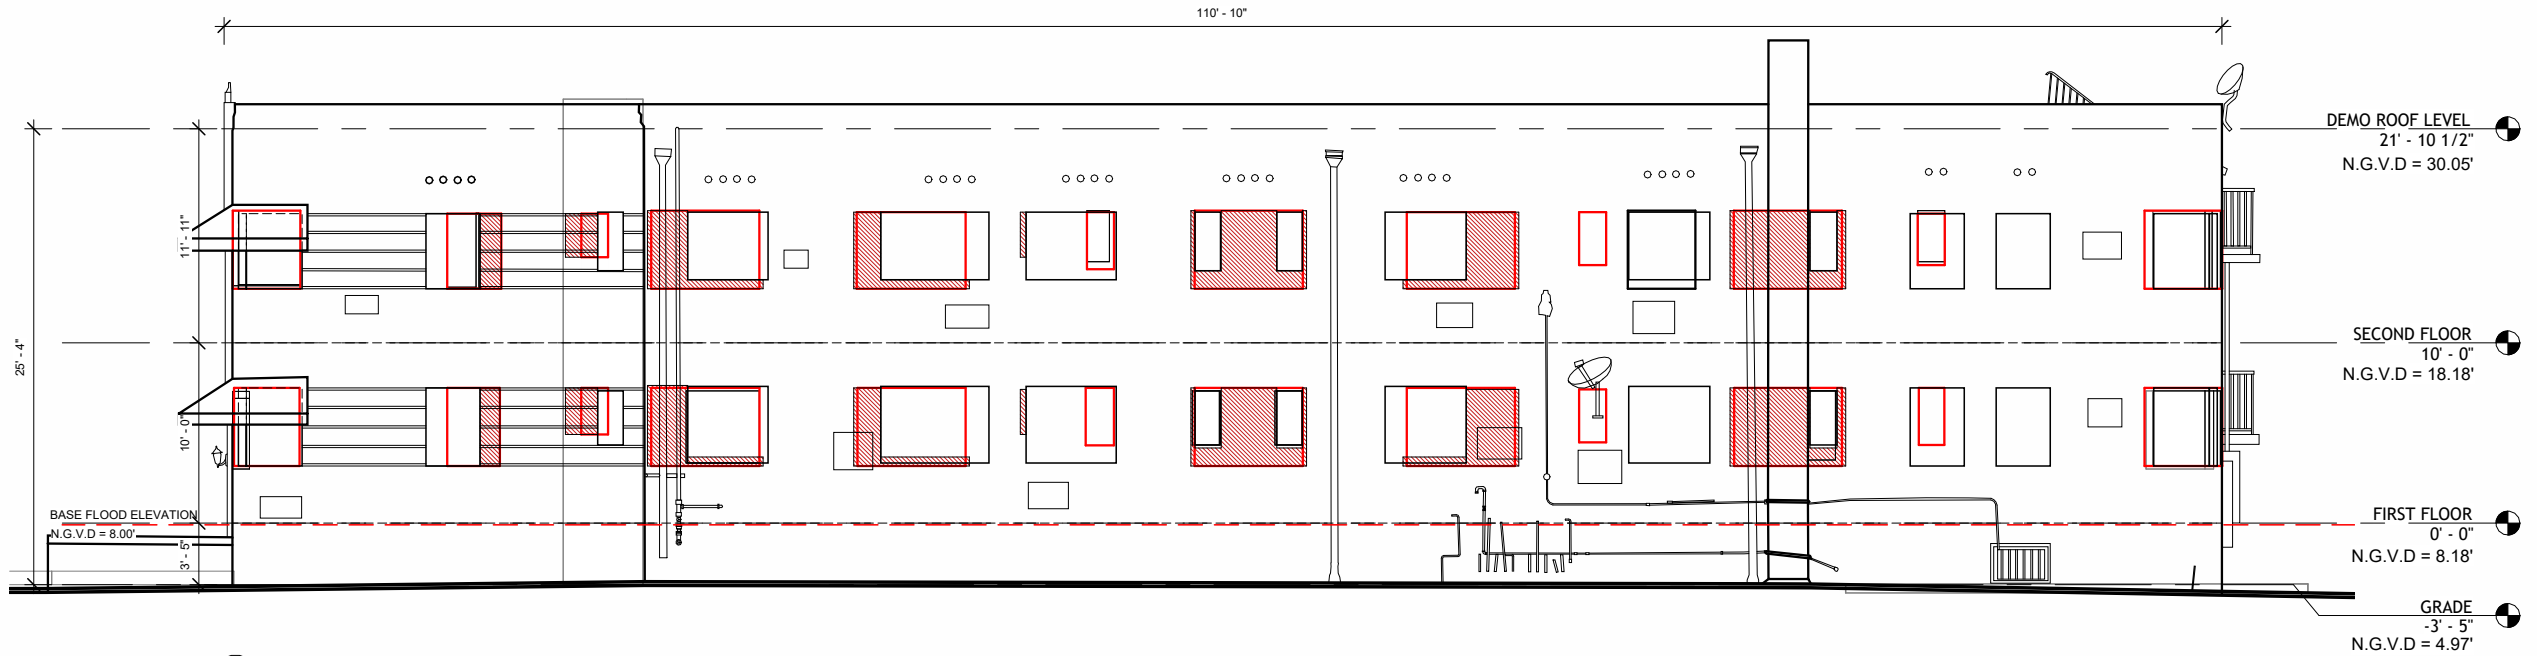 110' - 10"
DEMO ROOF LEVEL
21' - 10 1/2"
N.G.V.D = 30.05'
11' - 11"
25' - 4"
SECOND FLOOR
10' - 0"
N.G.V.D = 18.18'
10' - 0"
BASE FLOOD ELEVATION
N.G.V.D = 8.00'
FIRST FLOOR
0' - 0"
N.G.V.D = 8.18'
3' - 5"
GRADE
-3' - 5"
N.G.V.D = 4.97'